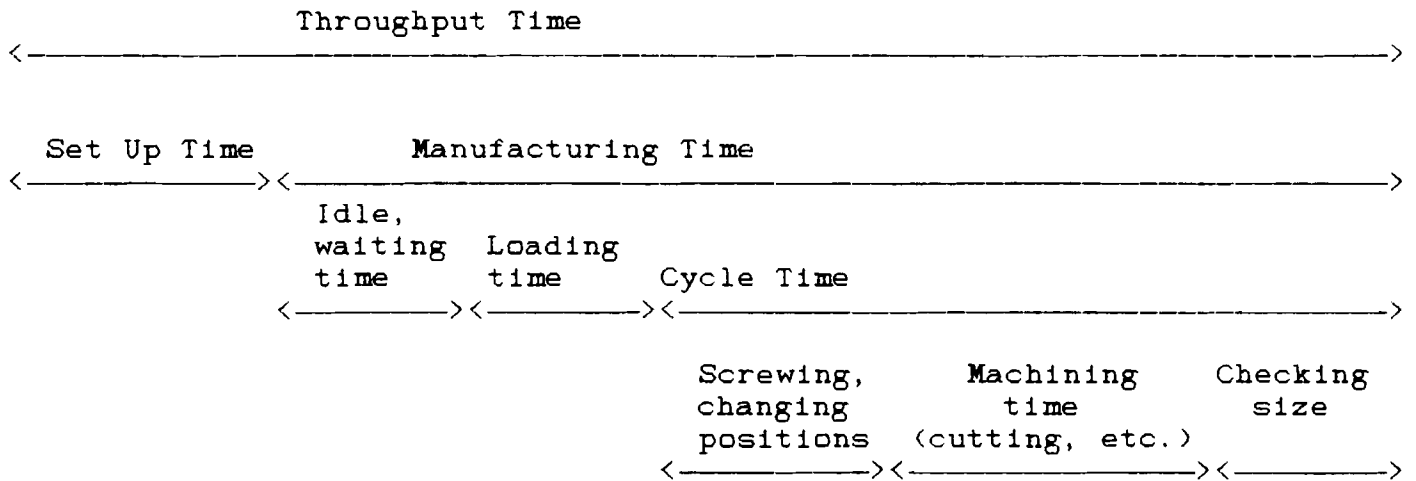 Throughput Time
Set Up Time Manufacturing Time
Idle,
waiting Loading
time time Cycle Time
Screwing, Machining Checking
changing time size
positions (cutting, etc.)